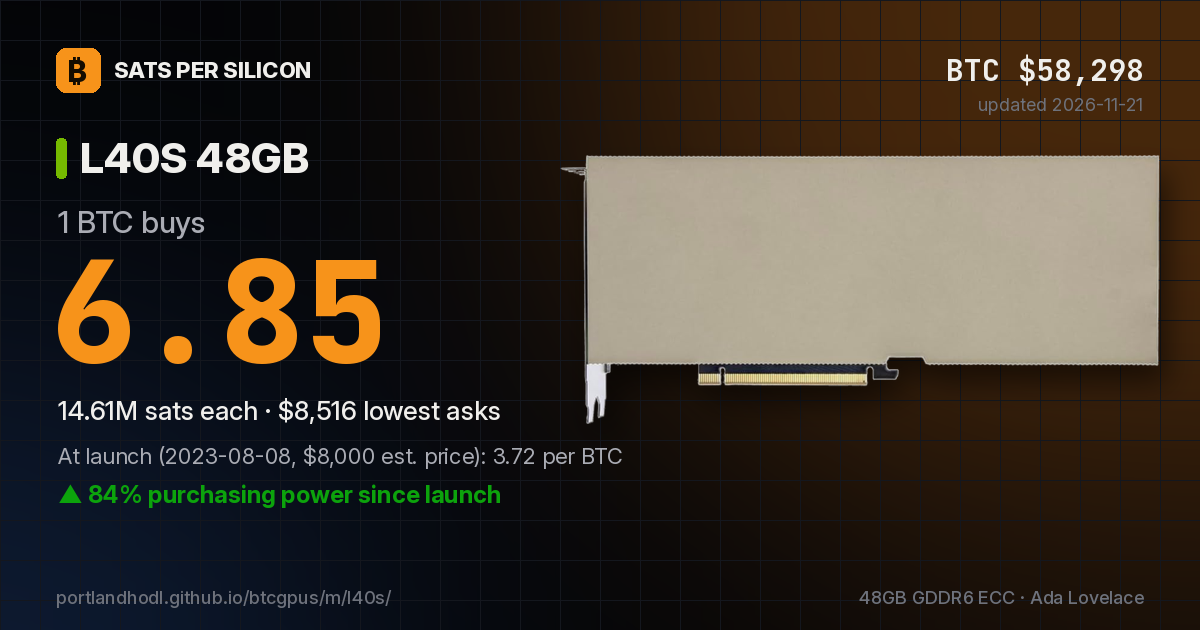 ₿ SATS PER SILICON
BTC $58,298
updated 2026-11-21
L40S 48GB
1 BTC buys
6.85
14.61M sats each · $8,516 lowest asks
At launch (2023-08-08, $8,000 est. price): 3.72 per BTC
▲ 84% purchasing power since launch
portlandhodl.github.io/btcgpus/m/l40s/
48GB GDDR6 ECC · Ada Lovelace